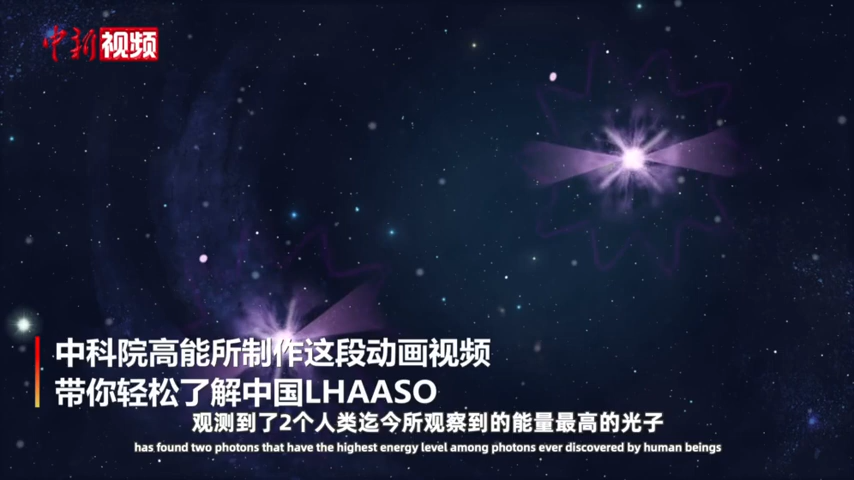 中新视频
中科院高能所制作这段动画视频
带你轻松了解中国LHAASO
观测到了2个人类迄今所观察到的能量最高的光子
has found two photons that have the highest energy level among photons ever discovered by human beings